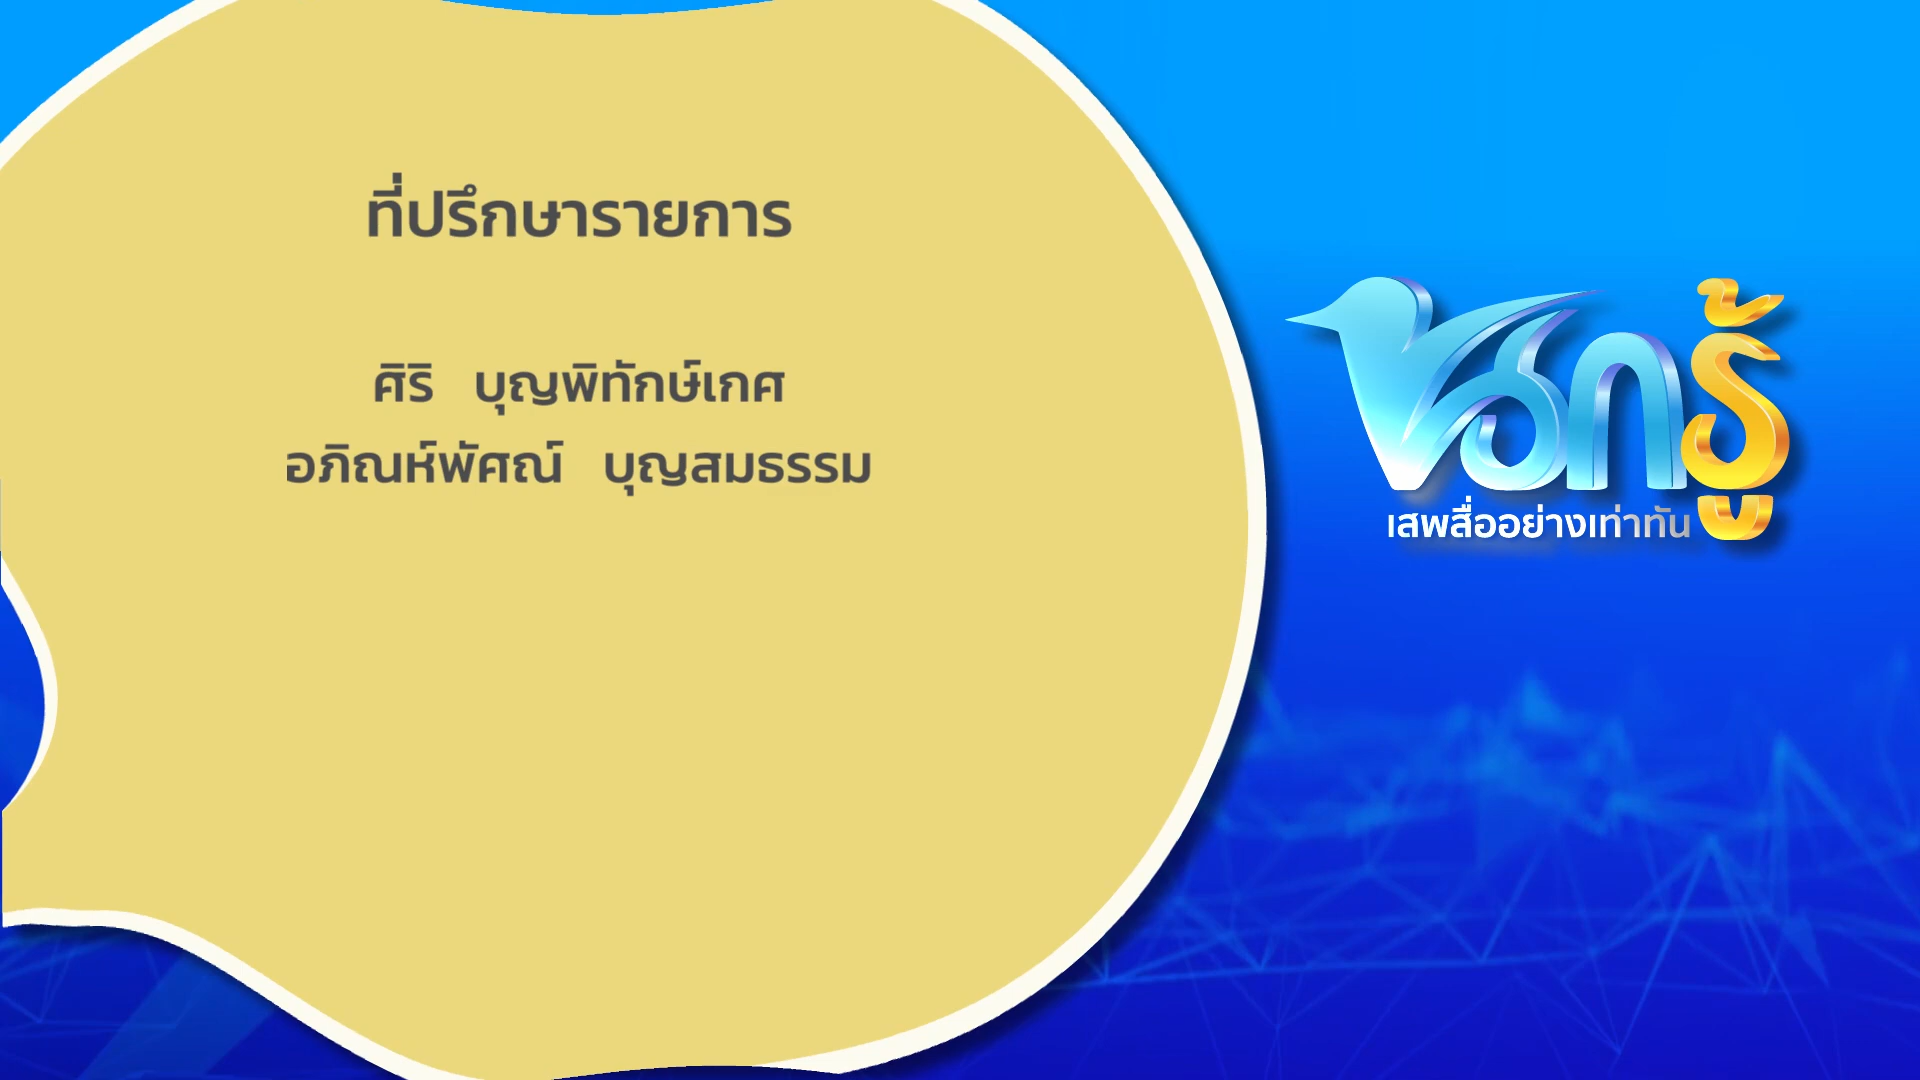 ที่ปรึกษารายการ
ศิริ บุญพิทักษ์เกศ
อภิณห์พัศณ์ บุญสมธรรม
นกรู้
เสพสื่ออย่างเท่าทัน